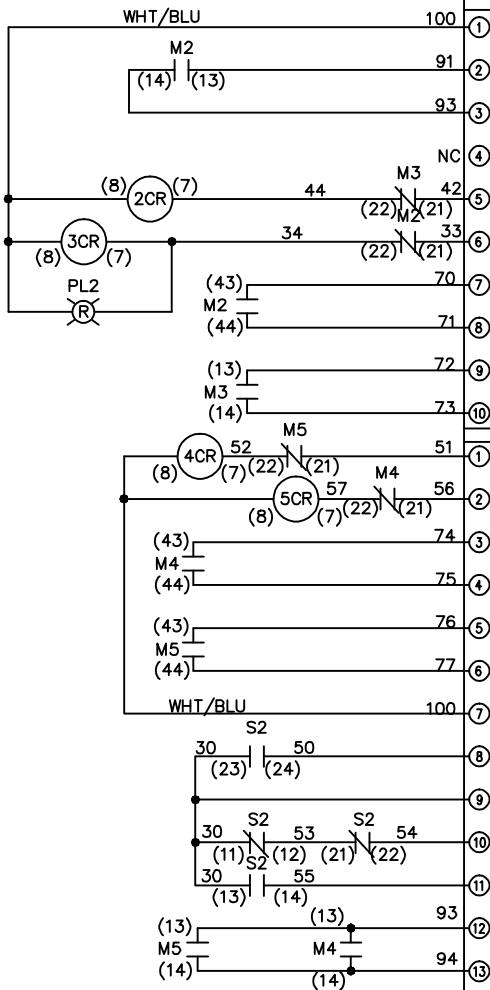 WHT/BLU 100 1
M2 91 2
(14) (13)
93 3
NC 4
M3
(8) 2CR (7) 44 42 5
(22) (21)
M2
3CR 34 33 6
(8) (7) (22) (21)
PL2
R
(43) 70 7
M2
(44) 71 8
(13) 72 9
M3
(14) 73 10
M5
4CR 52 51 1
(8) (7) (22) (21)
M4
5CR 57 56 2
(8) (7) (22) (21)
(43) 74 3
M4
(44) 75 4
(43) 76 5
M5
(44) 77 6
WHT/BLU 100 7
S2
30 50 8
(23) (24)
9
S2 S2
30 53 54 10
(11) (12) (21) (22)
S2
30 55 11
(13) (14)
(13) (13) 93 12
M5 M4
(14) (14) 94 13